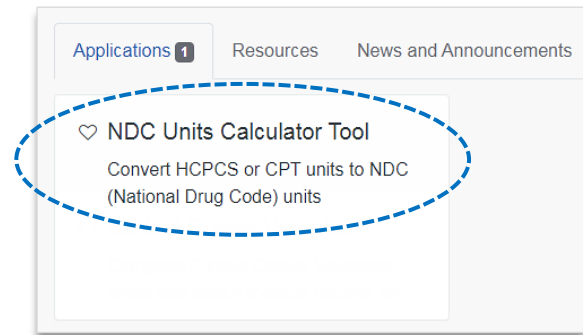 Applications 1 Resources News and Announcements
NDC Units Calculator Tool
Convert HCPCS or CPT units to NDC
(National Drug Code) units